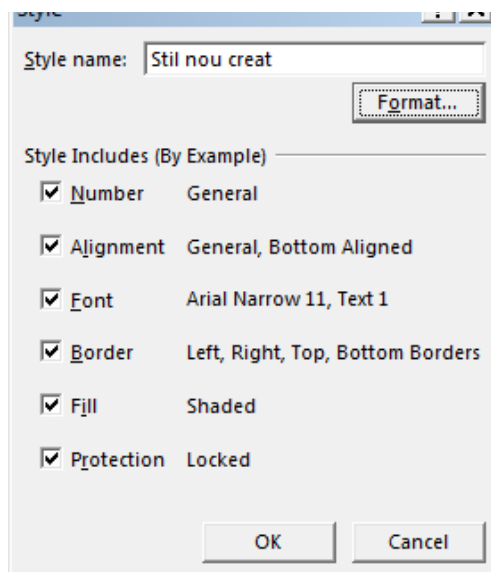 Style
Style name: Stil nou creat
Format...
Style Includes (By Example)
Number General
Alignment General, Bottom Aligned
Font Arial Narrow 11, Text 1
Border Left, Right, Top, Bottom Borders
Fill Shaded
Protection Locked
OK Cancel